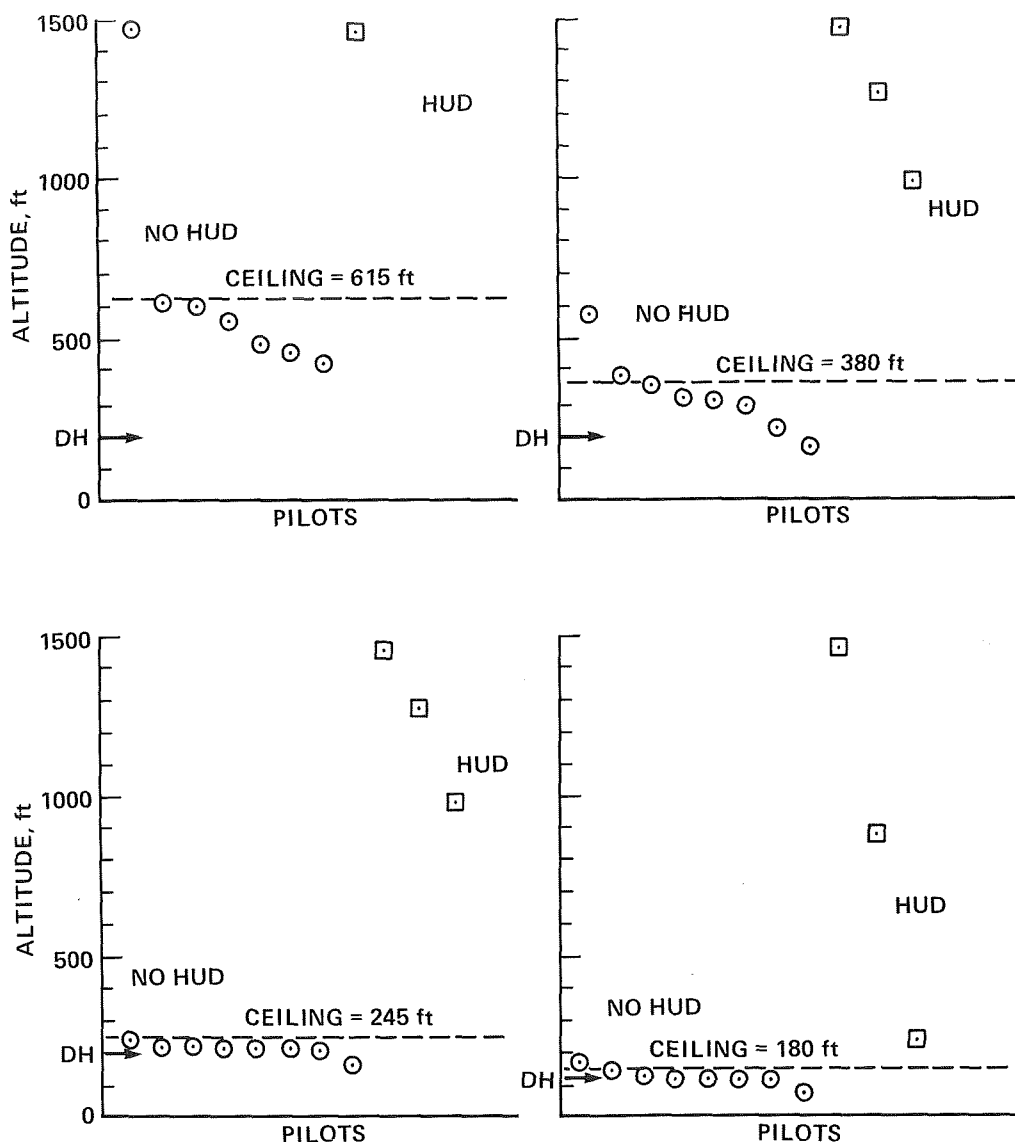 1500
HUD
1000
ALTITUDE, ft
NO HUD
CEILING = 615 ft
500
DH
0
PILOTS
HUD
NO HUD
CEILING = 380 ft
DH
PILOTS
1500
HUD
1000
ALTITUDE, ft
500
NO HUD
CEILING = 245 ft
DH
0
PILOTS
HUD
NO HUD
CEILING = 180 ft
DH
PILOTS